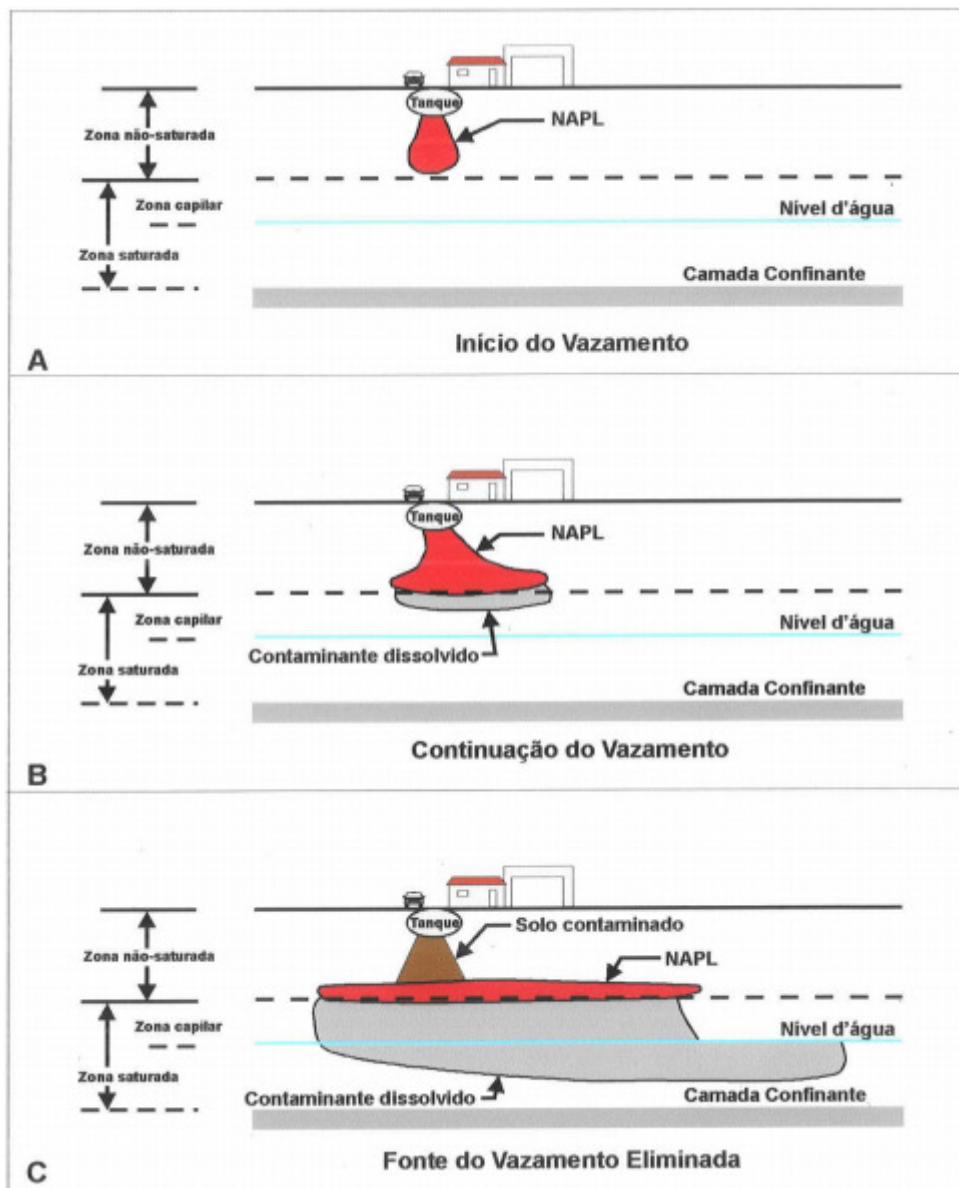 Tanque
NAPL
Zona não-saturada
Zona capilar
Nível d'água
Zona saturada
Camada Confinante
Início do Vazamento
A
Tanque
NAPL
Zona não-saturada
Zona capilar
Nível d'água
Contaminante dissolvido
Zona saturada
Camada Confinante
Continuação do Vazamento
B
Tanque
Solo contaminado
NAPL
Zona não-saturada
Zona capilar
Nível d'água
Zona saturada
Contaminante dissolvido
Camada Confinante
Fonte do Vazamento Eliminada
C